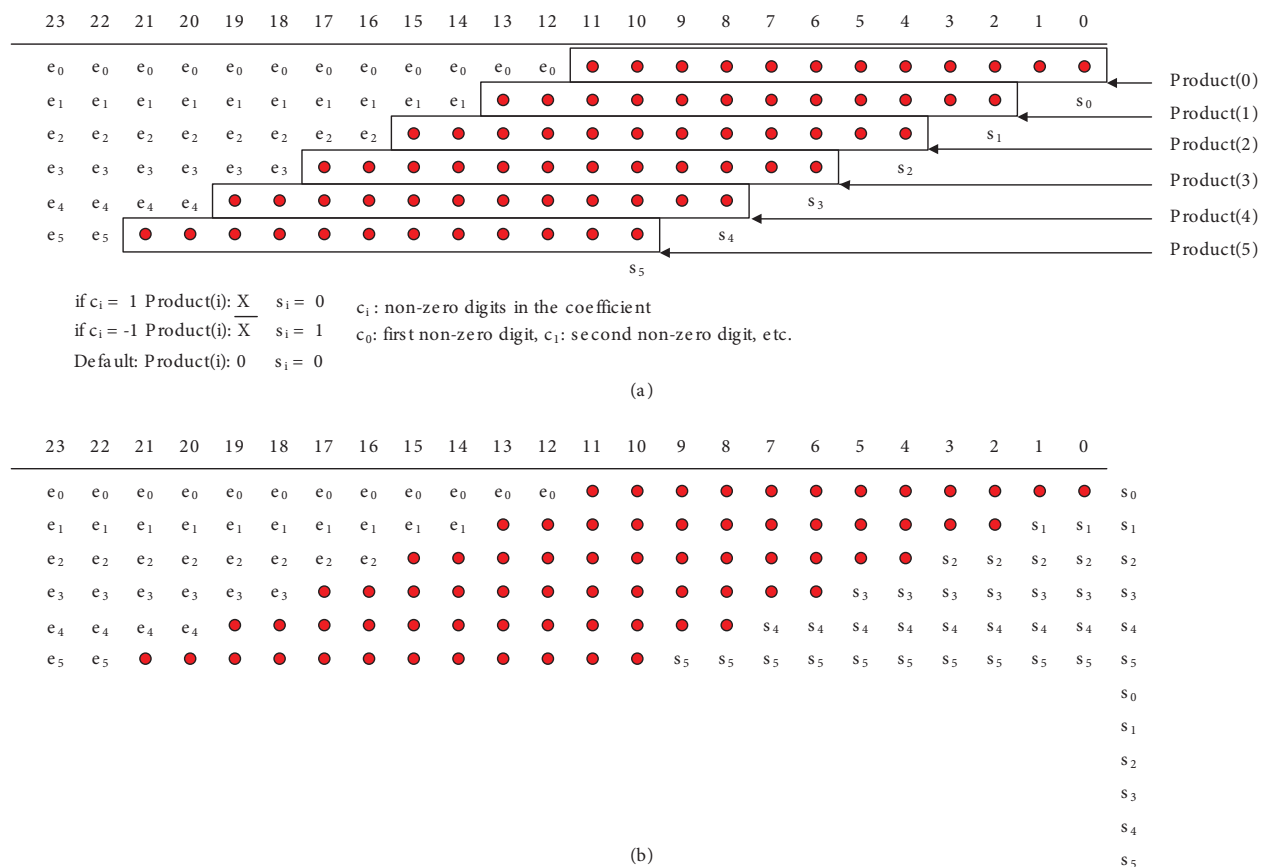 23 22 21 20 19 18 17 16 15 14 13 12 11 10 9 8 7 6 5 4 3 2 1 0
e0 e0 e0 e0 e0 e0 e0 e0 e0 e0 e0 e0 Product(0)
e1 e1 e1 e1 e1 e1 e1 e1 e1 e1 s0 Product(1)
e2 e2 e2 e2 e2 e2 e2 e2 s1 Product(2)
e3 e3 e3 e3 e3 e3 s2 Product(3)
e4 e4 e4 e4 s3 Product(4)
e5 e5 s4 Product(5)
s5
if ci = 1 Product(i): X si = 0 ci : non-zero digits in the coefficient
if ci = -1 Product(i): X̅ si = 1 c0: first non-zero digit, c1: second non-zero digit, etc.
Default: Product(i): 0 si = 0
(a)
23 22 21 20 19 18 17 16 15 14 13 12 11 10 9 8 7 6 5 4 3 2 1 0
e0 e0 e0 e0 e0 e0 e0 e0 e0 e0 e0 e0 s0
e1 e1 e1 e1 e1 e1 e1 e1 e1 e1 s1 s1 s1
e2 e2 e2 e2 e2 e2 e2 e2 s2 s2 s2 s2 s2
e3 e3 e3 e3 e3 e3 s3 s3 s3 s3 s3 s3 s3
e4 e4 e4 e4 s4 s4 s4 s4 s4 s4 s4 s4 s4
e5 e5 s5 s5 s5 s5 s5 s5 s5 s5 s5 s5 s5
s0
s1
s2
s3
s4
s5
(b)